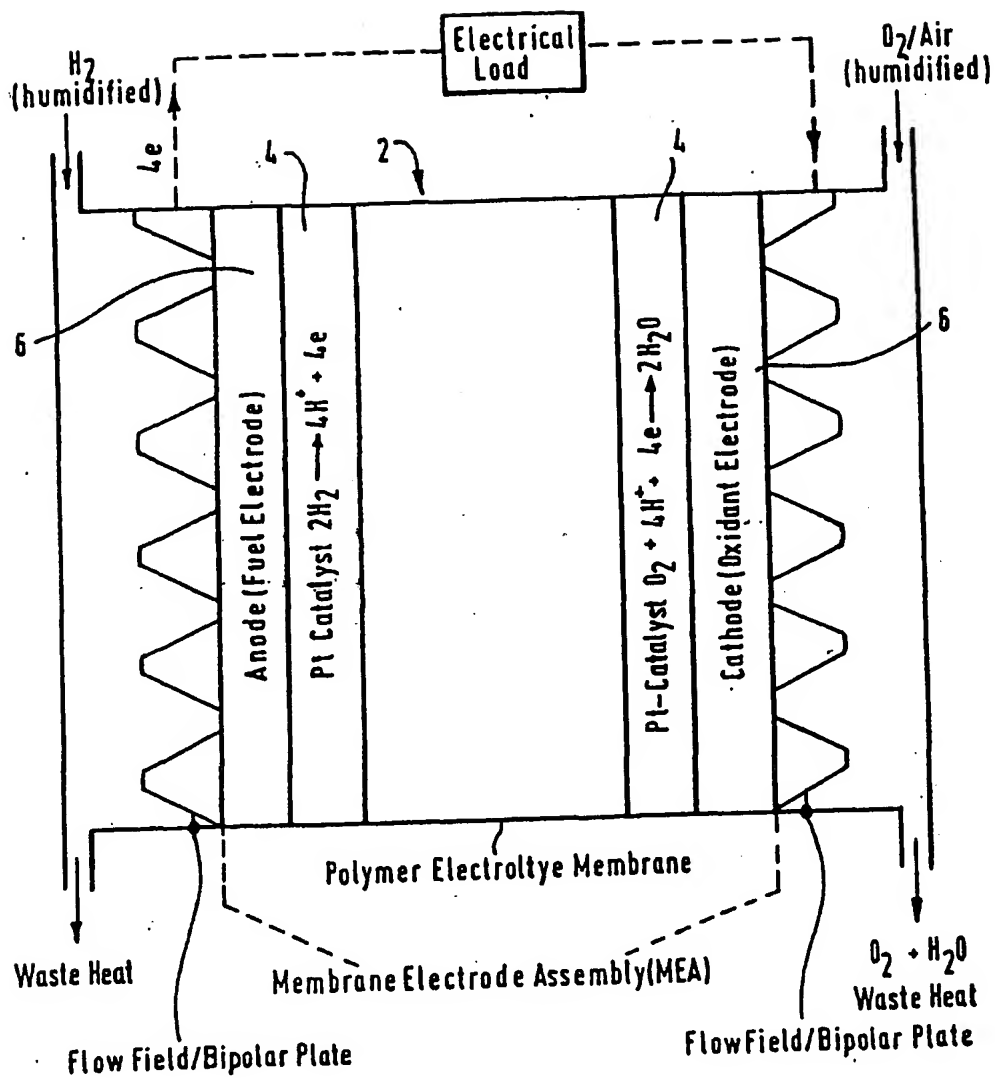 Electrical
Load
H2
(humidified)
O2/Air
(humidified)
4e
4
2
4
6
6
Anode(Fuel Electrode)
Pt Catalyst 2H2 → 4H+ + 4e
Pt-Catalyst O2 + 4H+ + 4e → 2H2O
Cathode(Oxidant Electrode)
Polymer Electroltye Membrane
Waste Heat
Membrane Electrode Assembly(MEA)
O2 + H2O
Waste Heat
Flow Field/Bipolar Plate
FlowField/Bipolar Plate